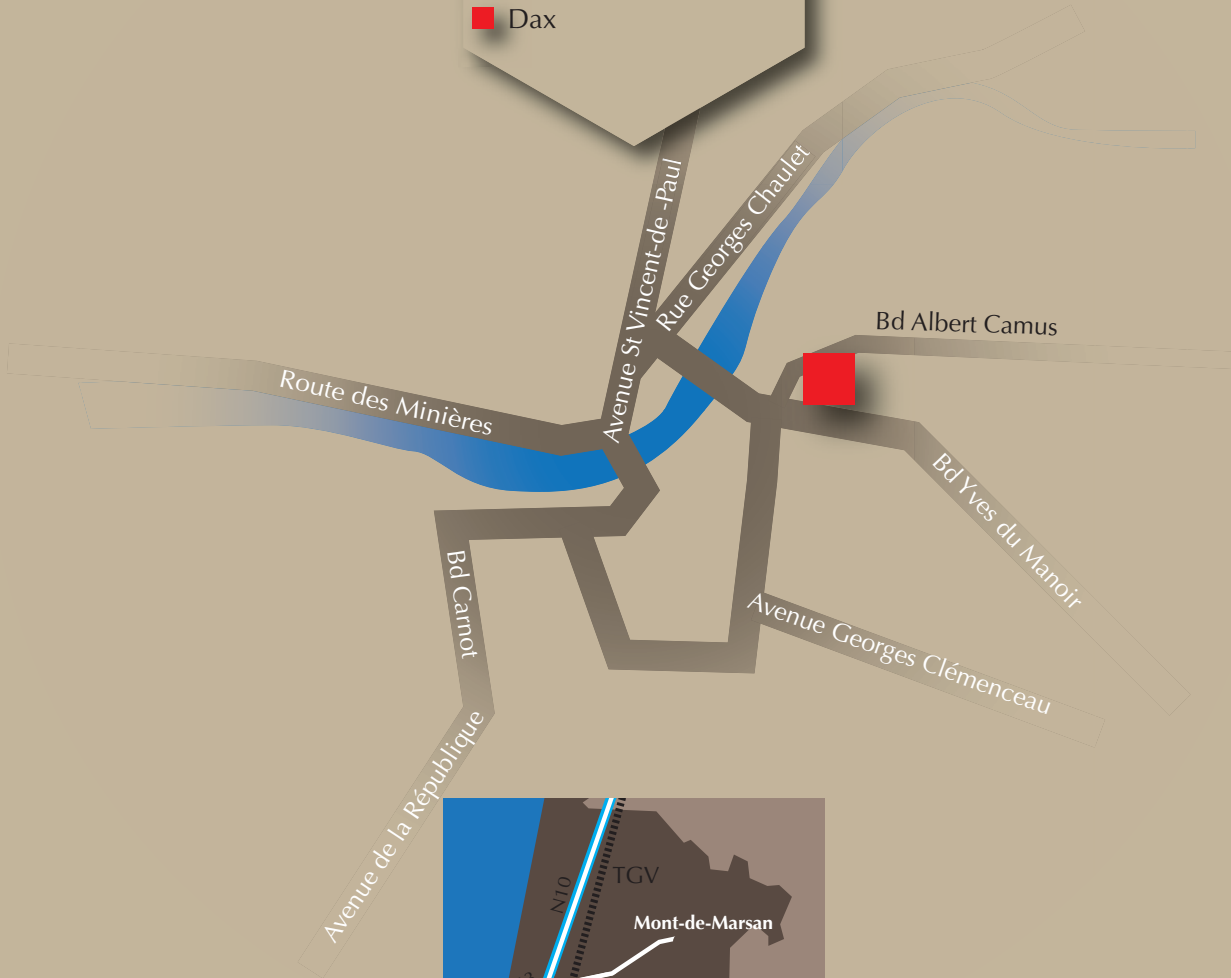 Dax
Avenue St Vincent-de -Paul
Rue Georges Chaulet
Bd Albert Camus
Route des Minières
Bd Yves du Manoir
Bd Carnot
Avenue Georges Clémenceau
Avenue de la République
TGV
N10
Mont-de-Marsan